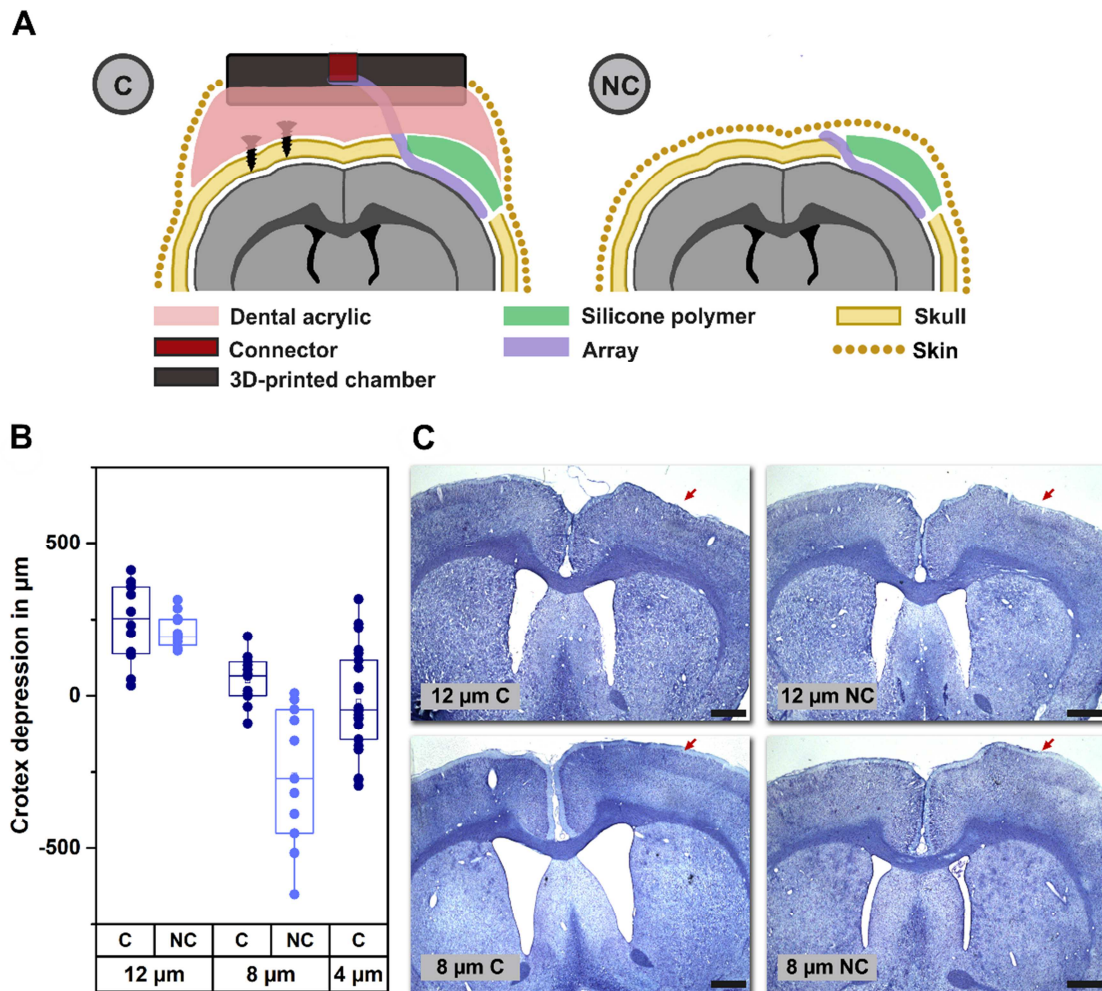 A
C
NC
Dental acrylic
Silicone polymer
Skull
Connector
Array
Skin
3D-printed chamber
B
C
Crotex depression in µm
500
0
-500
C NC C NC C
12 µm 8 µm 4 µm
12 µm C
12 µm NC
8 µm C
8 µm NC